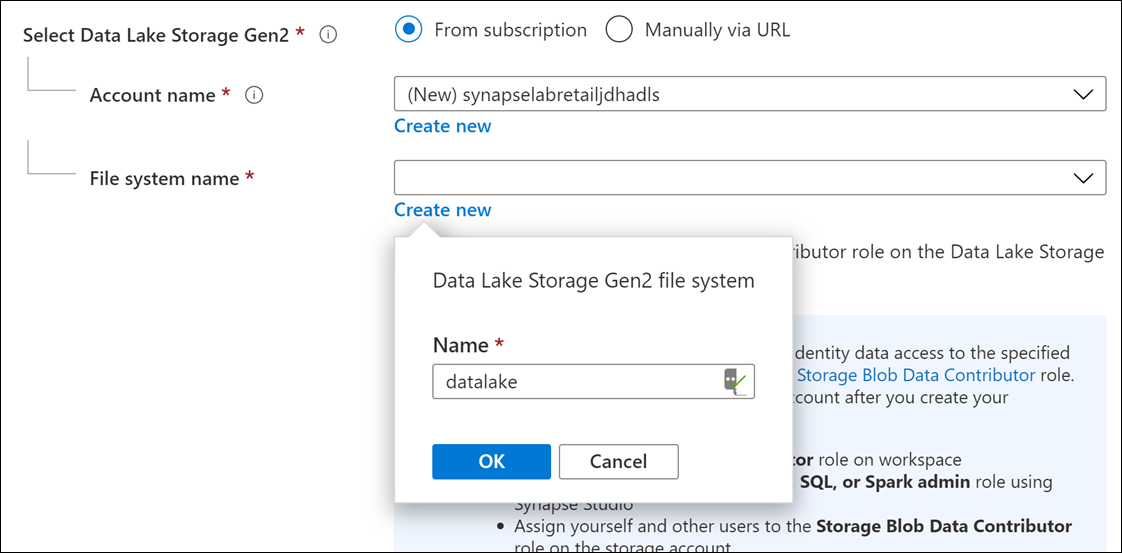 Select Data Lake Storage Gen2 *
From subscription
Manually via URL
Account name *
(New) synapselabretailjdhadls
Create new
File system name *
Create new
ributor role on the Data Lake Storage
Data Lake Storage Gen2 file system
Name *
datalake
OK
Cancel
identity data access to the specified
Storage Blob Data Contributor role.
ccount after you create your
tor role on workspace
, SQL, or Spark admin role using
Synapse Studio
• Assign yourself and other users to the Storage Blob Data Contributor
role on the storage account